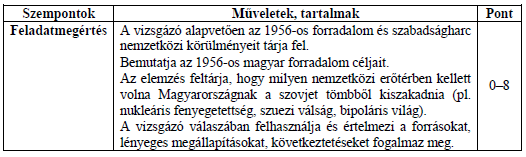 Szempontok
Műveletek, tartalmak
Pont
Feladatmegértés
A vizsgázó alapvetően az 1956-os forradalom és szabadságharc
nemzetközi körülményeit tárja fel.
Bemutatja az 1956-os magyar forradalom céljait.
Az elemzés feltárja, hogy milyen nemzetközi erőtérben kellett
volna Magyarországnak a szovjet tömbből kiszakadnia (pl.
nukleáris fenyegetettség, szuezi válság, bipoláris világ).
A vizsgázó válaszában felhasználja és értelmezi a forrásokat,
lényeges megállapításokat, következtetéseket fogalmaz meg.
0–8